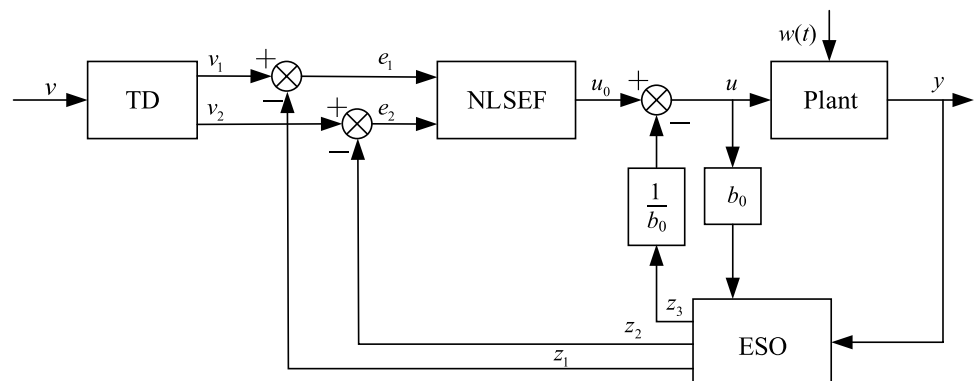 w(t)
v
TD
v₁
v₂
+
−
+
−
e₁
e₂
NLSEF
u₀
+
−
u
Plant
y
1
b₀
b₀
z₃
z₂
z₁
ESO